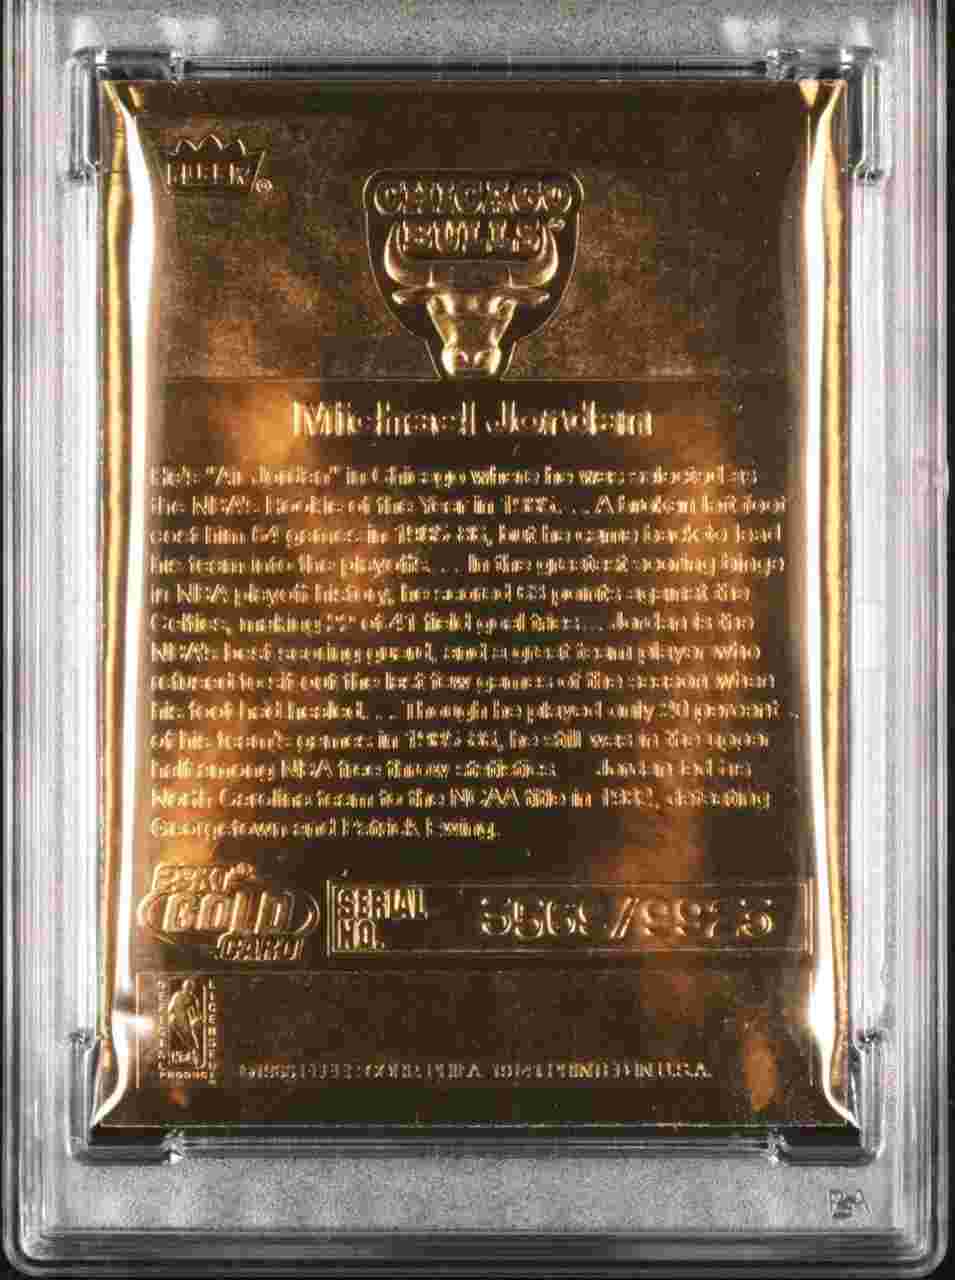 FLEER®
CHICAGO
BULLS
Michael Jordan
He's "Air Jordan" in Chicago where he was selected as
the NBA's Rookie of the Year in 1985. . . A broken left foot
cost him 64 games in 1985-86, but he came back to lead
his team into the playoffs. . . In the greatest scoring binge
in NBA playoff history, he scored 63 points against the
Celtics, making 22 of 41 field goal tries. . . Jordan is the
NBA's best scoring guard, and a great team player who
refused to sit out the last few games of the season when
his foot had healed. . . Though he played only 20 percent
of his team's games in 1985-86, he still was in the upper
half among NBA free throw statistics. . . Jordan led his
North Carolina team to the NCAA title in 1982, defeating
Georgetown and Patrick Ewing.
23KT
GOLD
CARD
SERIAL
NO.
OFFICIAL
LICENSED
PRODUCT
PRINTED IN U.S.A.
PSA